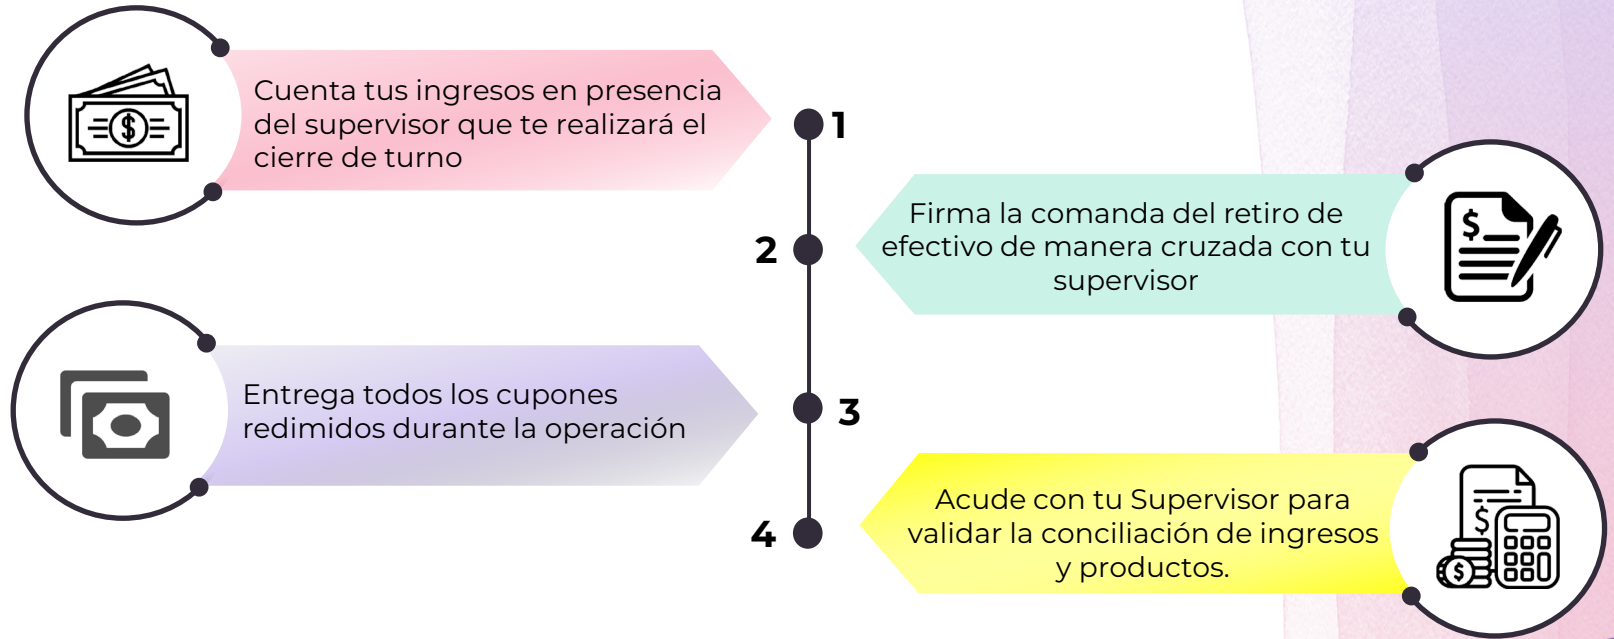 Cuenta tus ingresos en presencia
del supervisor que te realizará el
cierre de turno
1
2
Firma la comanda del retiro de
efectivo de manera cruzada con tu
supervisor
$
Entrega todos los cupones
redimidos durante la operación
3
4
Acude con tu Supervisor para
validar la conciliación de ingresos
y productos.
$
$
$